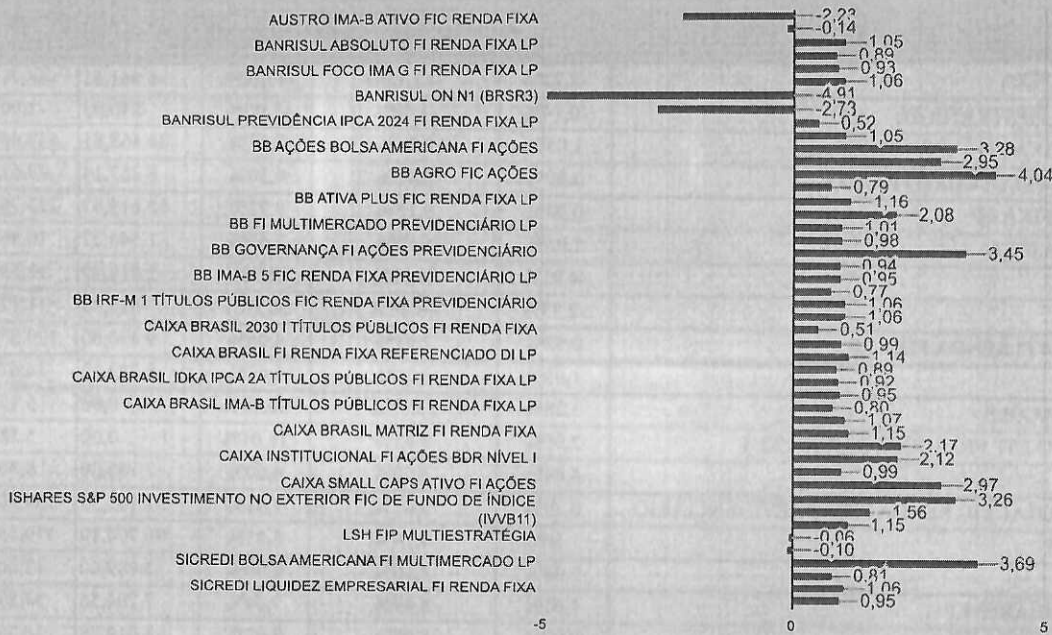 AUSTRO IMA-B ATIVO FIC RENDA FIXA -2,23
-0,14
BANRISUL ABSOLUTO FI RENDA FIXA LP 1,05
0,89
BANRISUL FOCO IMA G FI RENDA FIXA LP 0,93
1,06
BANRISUL ON N1 (BRSR3) -4,91
-2,73
BANRISUL PREVIDÊNCIA IPCA 2024 FI RENDA FIXA LP 0,52
1,05
BB AÇÕES BOLSA AMERICANA FI AÇÕES 3,28
2,95
BB AGRO FIC AÇÕES 4,04
0,79
BB ATIVA PLUS FIC RENDA FIXA LP 1,16
2,08
BB FI MULTIMERCADO PREVIDENCIÁRIO LP 1,01
0,98
BB GOVERNANÇA FI AÇÕES PREVIDENCIÁRIO 3,45
0,94
BB IMA-B 5 FIC RENDA FIXA PREVIDENCIÁRIO LP 0,95
0,77
BB IRF-M 1 TÍTULOS PÚBLICOS FIC RENDA FIXA PREVIDENCIÁRIO 1,06
1,06
CAIXA BRASIL 2030 I TÍTULOS PÚBLICOS FI RENDA FIXA 0,51
0,99
CAIXA BRASIL FI RENDA FIXA REFERENCIADO DI LP 1,14
0,89
CAIXA BRASIL IDKA IPCA 2A TÍTULOS PÚBLICOS FI RENDA FIXA LP 0,92
0,95
CAIXA BRASIL IMA-B TÍTULOS PÚBLICOS FI RENDA FIXA LP 0,80
1,07
CAIXA BRASIL MATRIZ FI RENDA FIXA 1,15
2,17
CAIXA INSTITUCIONAL FI AÇÕES BDR NÍVEL I 2,12
0,99
CAIXA SMALL CAPS ATIVO FI AÇÕES 2,97
ISHARES S&P 500 INVESTIMENTO NO EXTERIOR FIC DE FUNDO DE ÍNDICE 3,26
(IVVB11) 1,56
1,15
LSH FIP MULTIESTRATÉGIA -0,06
-0,10
SICREDI BOLSA AMERICANA FI MULTIMERCADO LP 3,69
0,81
SICREDI LIQUIDEZ EMPRESARIAL FI RENDA FIXA 1,06
0,95
-5 0 5